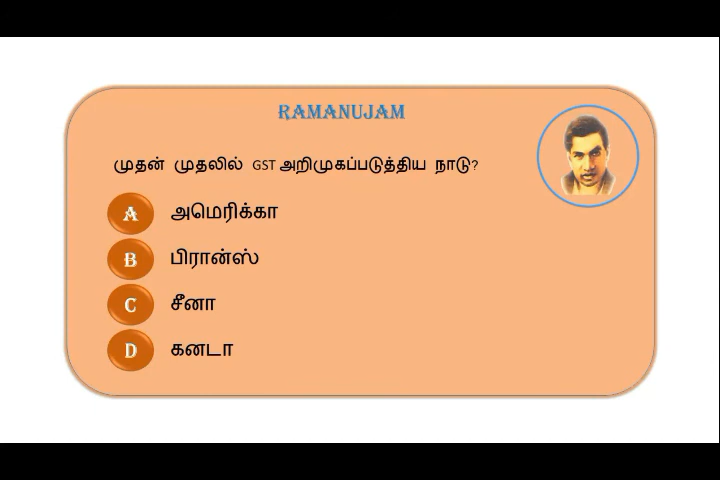 RAMANUJAM
முதன் முதலில் GST அறிமுகப்படுத்திய நாடு?
A அமெரிக்கா
B பிரான்ஸ்
C சீனா
D கனடா